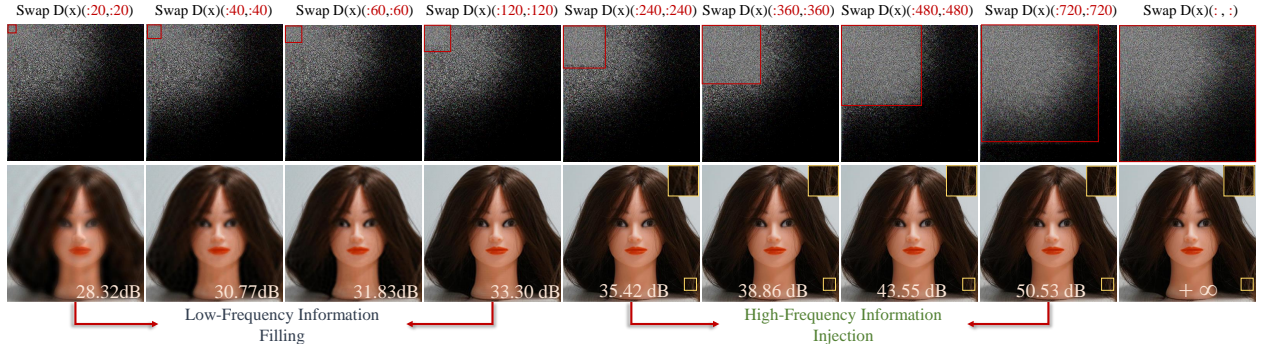 Swap D(x)(:20,:20)
Swap D(x)(:40,:40)
Swap D(x)(:60,:60)
Swap D(x)(:120,:120)
Swap D(x)(:240,:240)
Swap D(x)(:360,:360)
Swap D(x)(:480,:480)
Swap D(x)(:720,:720)
Swap D(x)(: , :)
28.32dB
30.77dB
31.83dB
33.30 dB
35.42 dB
38.86 dB
43.55 dB
50.53 dB
+ ∞
Low-Frequency Information
Filling
High-Frequency Information
Injection